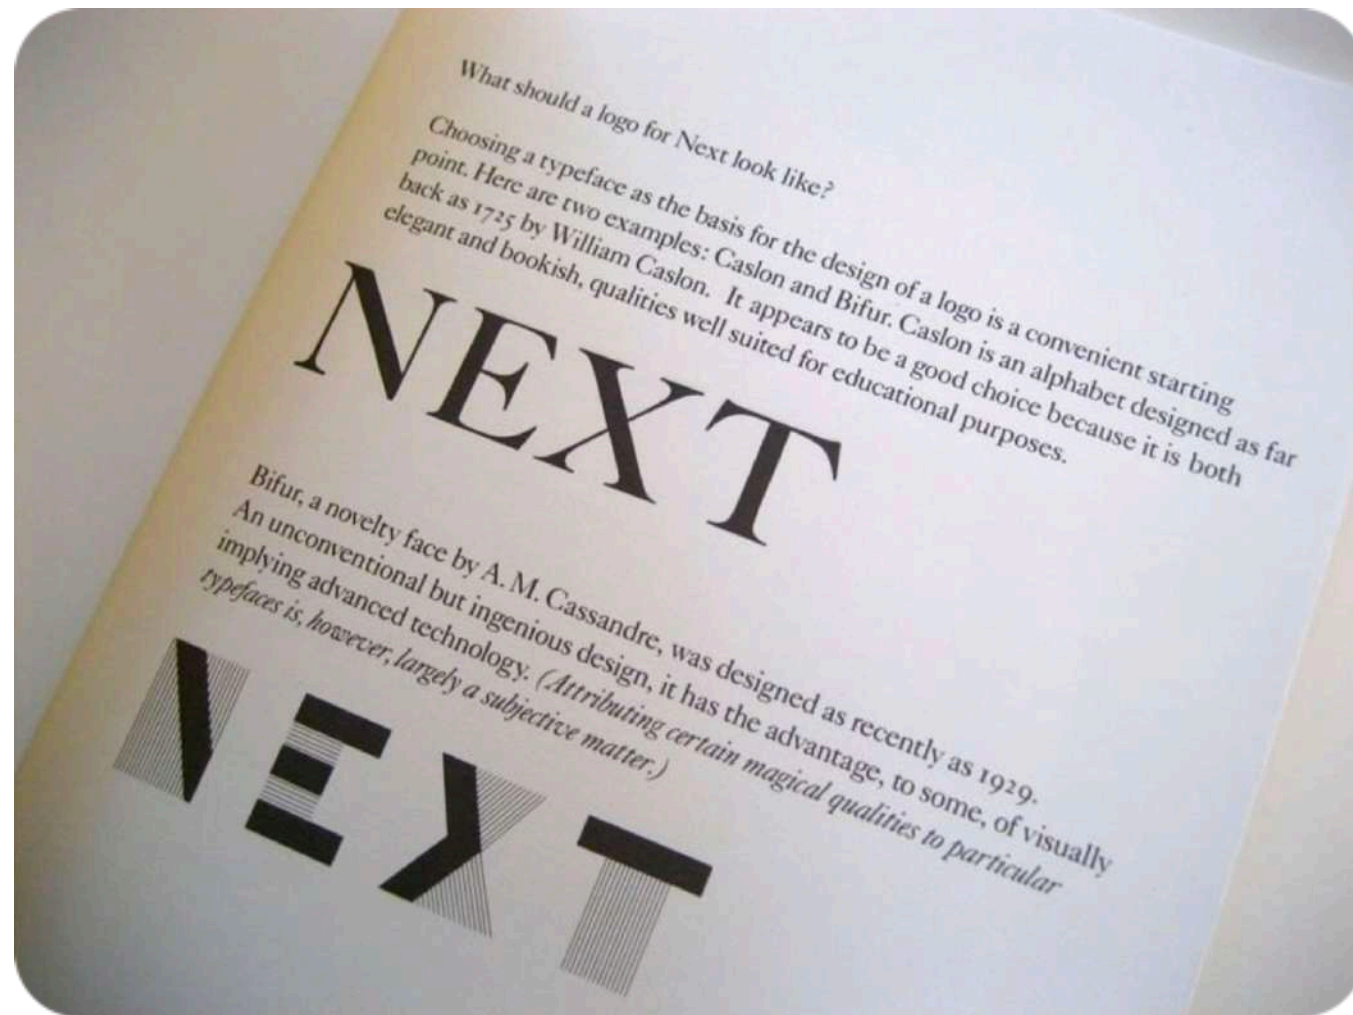 What should a logo for Next look like?
Choosing a typeface as the basis for the design of a logo is a convenient starting
point. Here are two examples: Caslon and Bifur. Caslon is an alphabet designed as far
back as 1725 by William Caslon. It appears to be a good choice because it is both
elegant and bookish, qualities well suited for educational purposes.
NEXT
Bifur, a novelty face by A. M. Cassandre, was designed as recently as 1929.
An unconventional but ingenious design, it has the advantage, to some, of visually
implying advanced technology. (Attributing certain magical qualities to particular
typefaces is, however, largely a subjective matter.)
NEXT